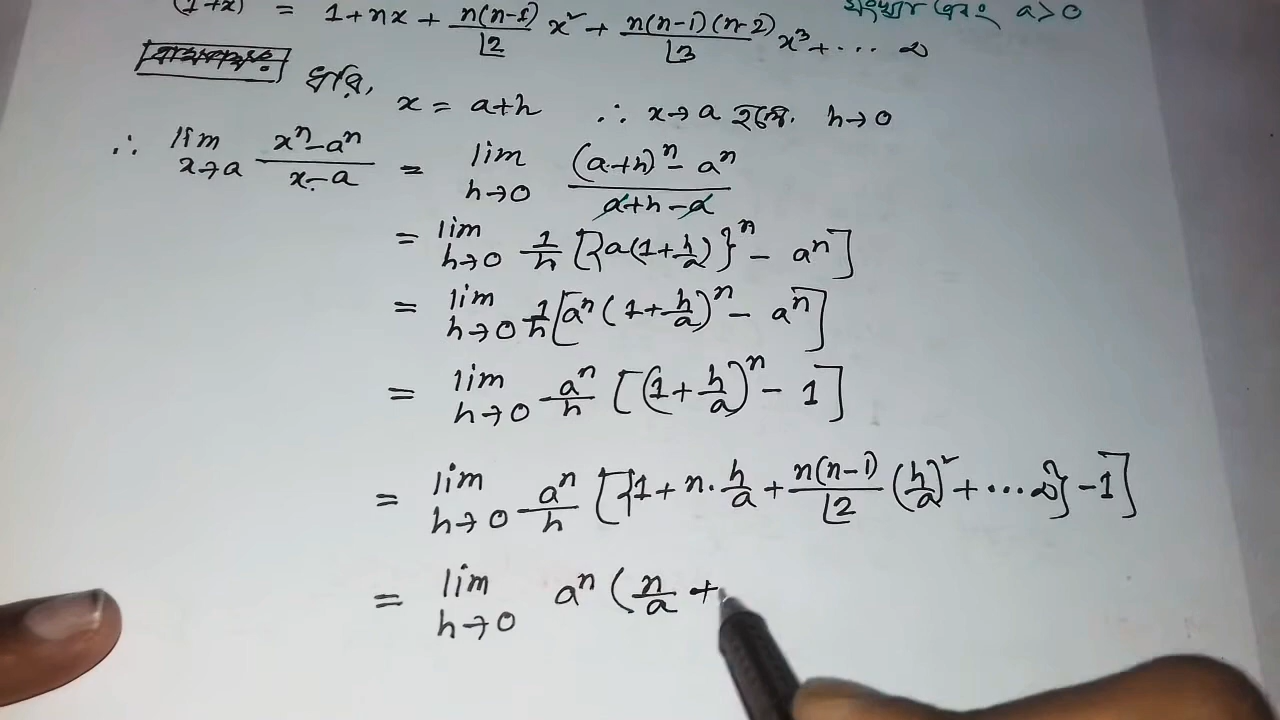 (1+x) = 1+nx + n(n-1)/⌊2 x² + n(n-1)(n-2)/⌊3 x³ + ... ∞ a>0
ধরি,
x = a+h ∴ x→a হলে. h→0
∴ lim x→a (xⁿ-aⁿ)/(x-a) = lim h→0 ((a+h)ⁿ - aⁿ)/(a+h-a)
= lim h→0 1/h [{a(1+h/a)}ⁿ - aⁿ]
= lim h→0 1/h [aⁿ(1+h/a)ⁿ - aⁿ]
= lim h→0 aⁿ/h [(1+h/a)ⁿ - 1]
= lim h→0 aⁿ/h [{1+n·h/a + n(n-1)/⌊2 (h/a)² + ...∞} -1]
= lim h→0 aⁿ (n/a +